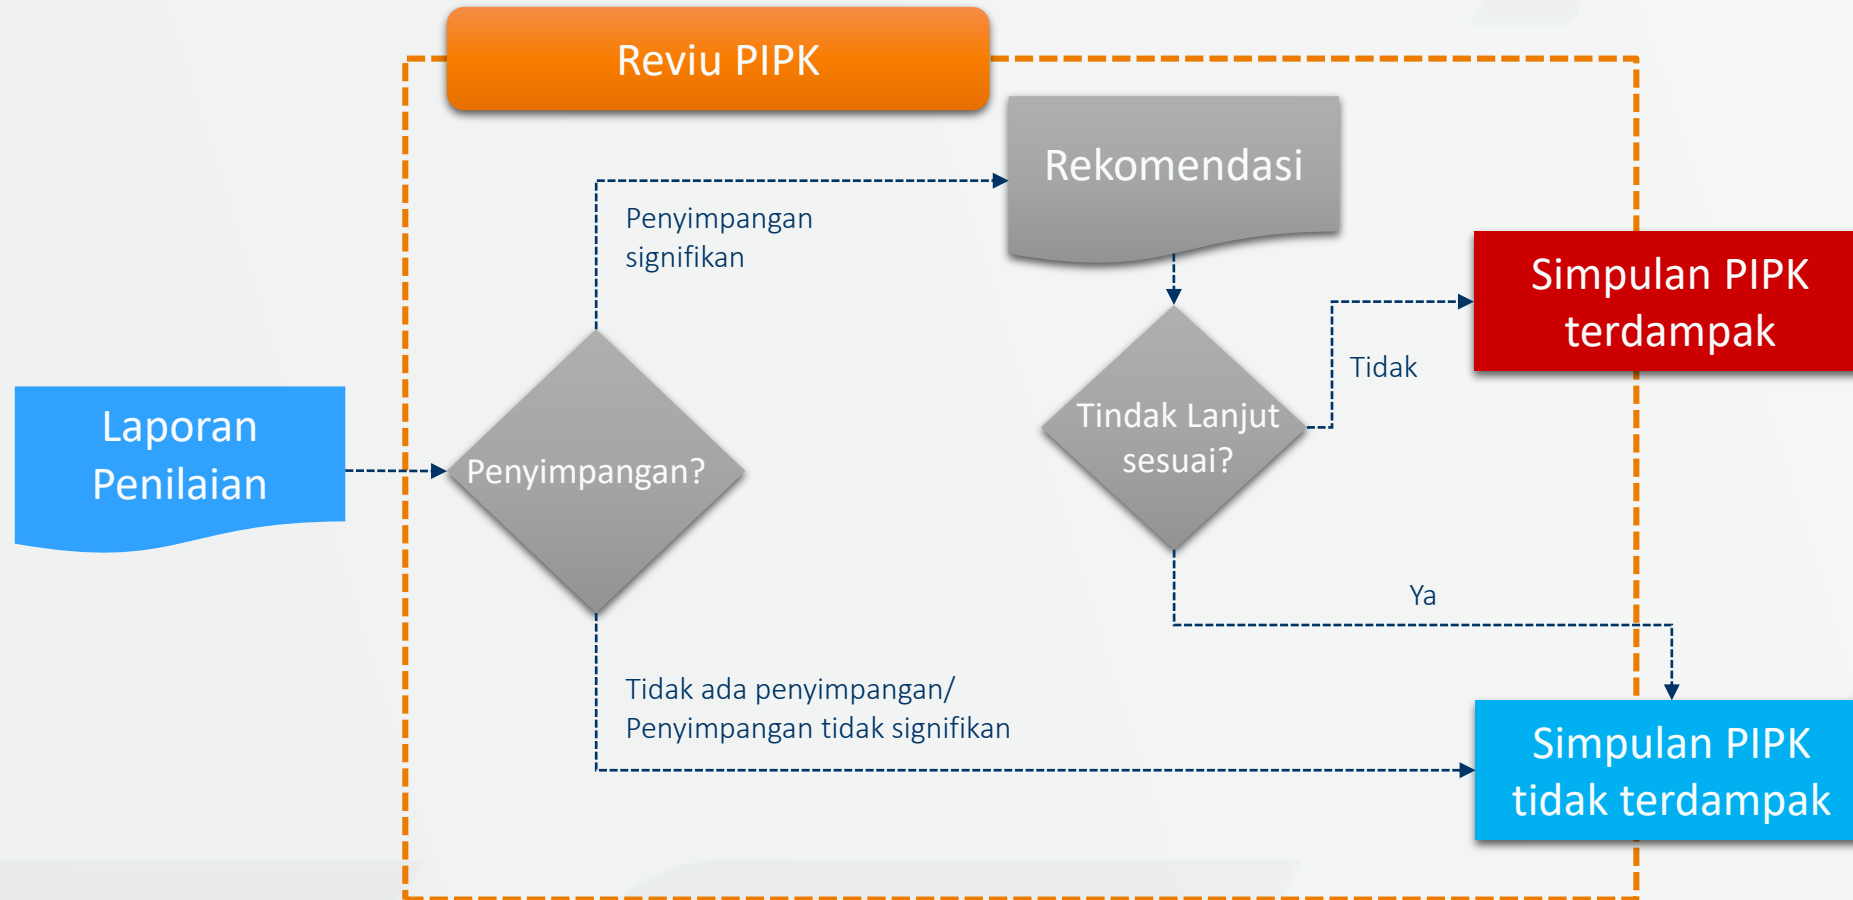 Reviu PIPK
Rekomendasi
Penyimpangan
signifikan
Simpulan PIPK
terdampak
Tidak
Laporan
Penilaian
Penyimpangan?
Tindak Lanjut
sesuai?
Ya
Tidak ada penyimpangan/
Penyimpangan tidak signifikan
Simpulan PIPK
tidak terdampak